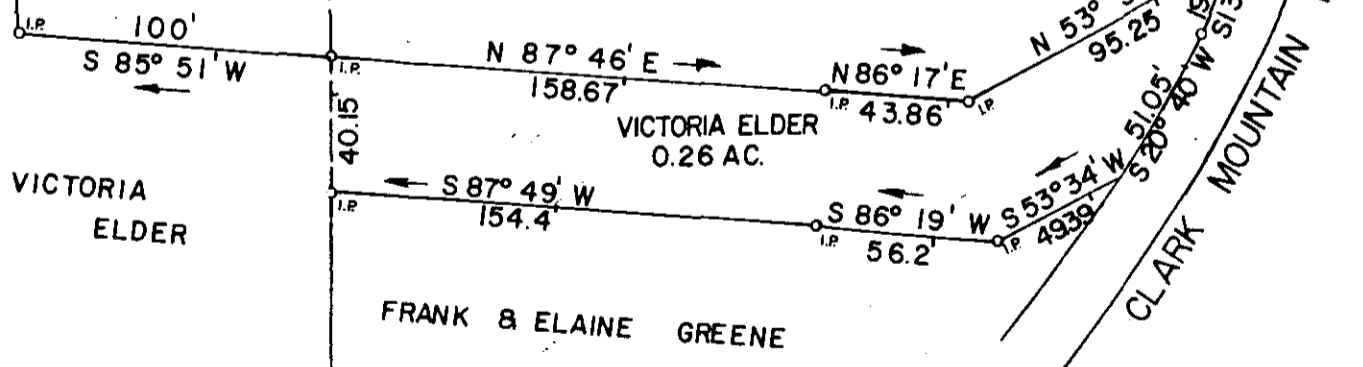 I.P.
100'
S 85° 51' W
I.P.
N 87° 46' E
158.67'
I.P.
N 86° 17' E
43.86'
I.P.
N 53°
95.25
19
S13
40.15'
VICTORIA ELDER
0.26 AC.
VICTORIA
ELDER
I.P.
S 87° 49' W
154.4'
I.P.
S 86° 19' W
56.2'
I.P.
S 53° 34' W
49.39'
51.05'
S 20° 40' W
CLARK MOUNTAIN
FRANK & ELAINE GREENE